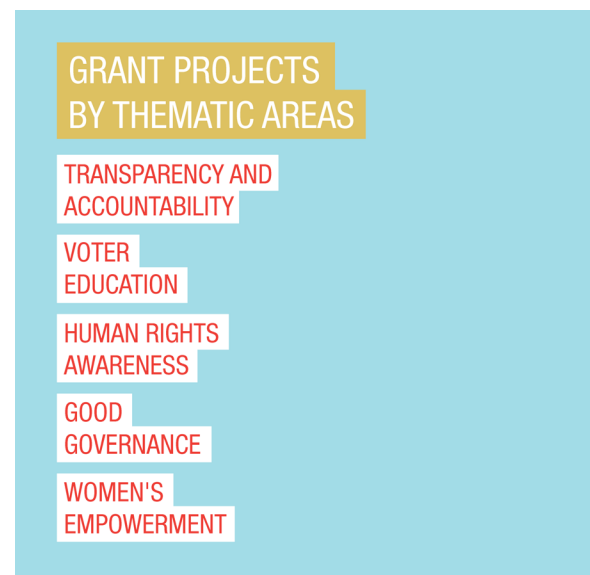 GRANT PROJECTS
BY THEMATIC AREAS
TRANSPARENCY AND
ACCOUNTABILITY
VOTER
EDUCATION
HUMAN RIGHTS
AWARENESS
GOOD
GOVERNANCE
WOMEN'S
EMPOWERMENT